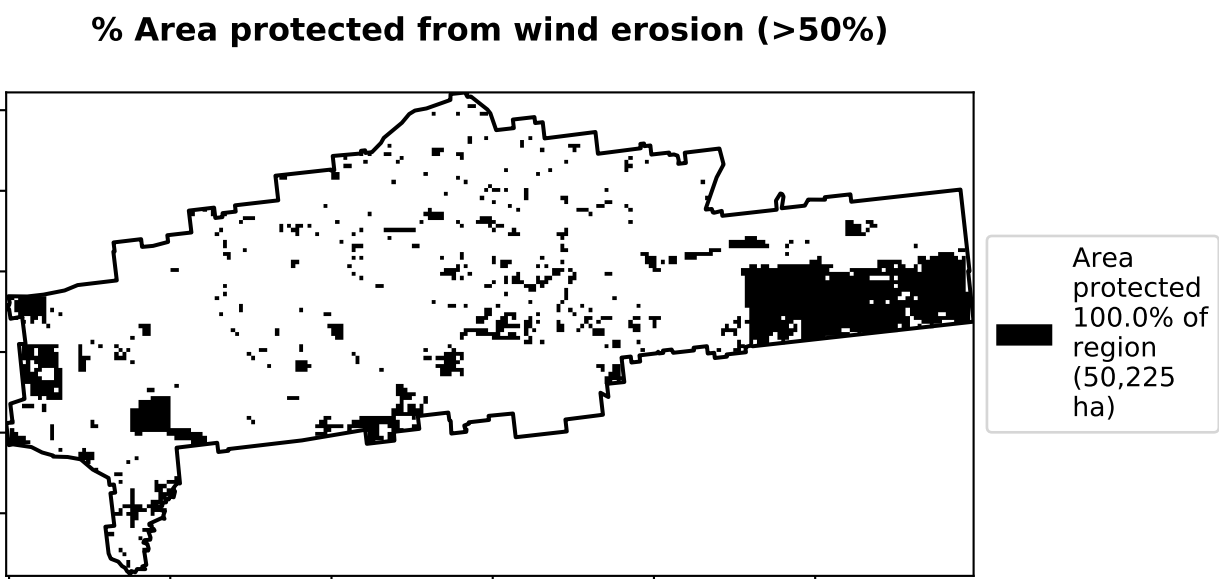 % Area protected from wind erosion (>50%)
Area
protected
100.0% of
region
(50,225
ha)